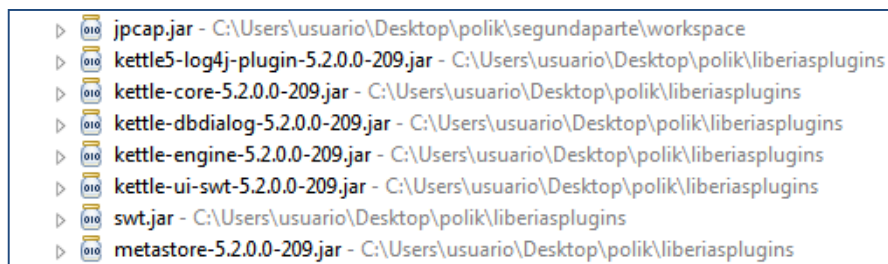 jpcap.jar - C:\Users\usuario\Desktop\polik\segundaparte\workspace
kettle5-log4j-plugin-5.2.0.0-209.jar - C:\Users\usuario\Desktop\polik\liberiasplugins
kettle-core-5.2.0.0-209.jar - C:\Users\usuario\Desktop\polik\liberiasplugins
kettle-dbdialog-5.2.0.0-209.jar - C:\Users\usuario\Desktop\polik\liberiasplugins
kettle-engine-5.2.0.0-209.jar - C:\Users\usuario\Desktop\polik\liberiasplugins
kettle-ui-swt-5.2.0.0-209.jar - C:\Users\usuario\Desktop\polik\liberiasplugins
swt.jar - C:\Users\usuario\Desktop\polik\liberiasplugins
metastore-5.2.0.0-209.jar - C:\Users\usuario\Desktop\polik\liberiasplugins